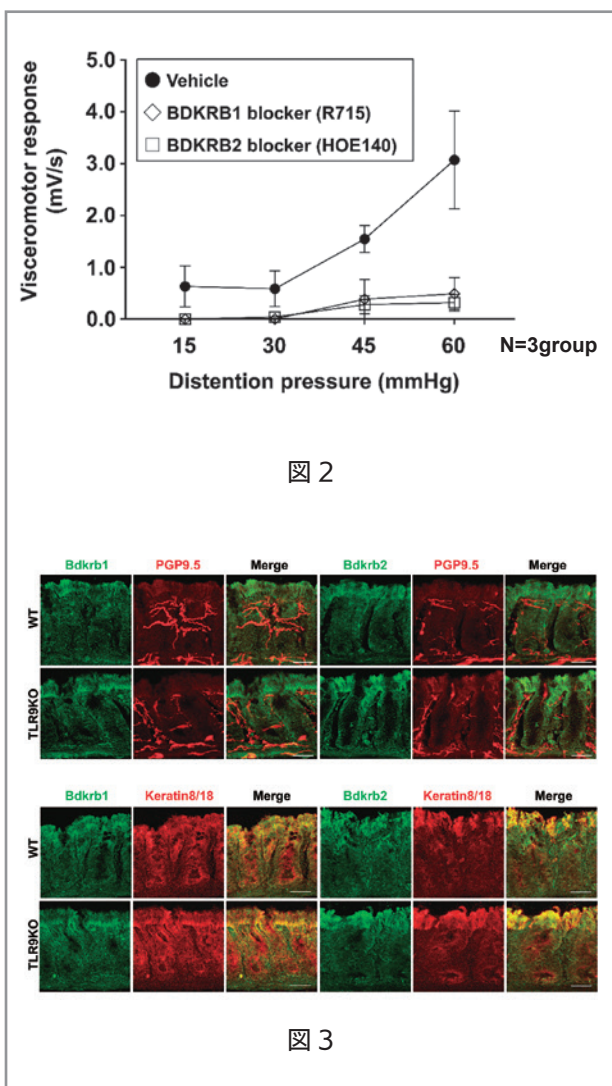 5.0
4.0
3.0
2.0
1.0
0.0
Visceromotor response
(mV/s)
Vehicle
BDKRB1 blocker (R715)
BDKRB2 blocker (HOE140)
15 30 45 60
N=3group
Distention pressure (mmHg)
図2
Bdkrb1 PGP9.5 Merge Bdkrb2 PGP9.5 Merge
WT
TLR9KO
Bdkrb1 Keratin8/18 Merge Bdkrb2 Keratin8/18 Merge
WT
TLR9KO
図3